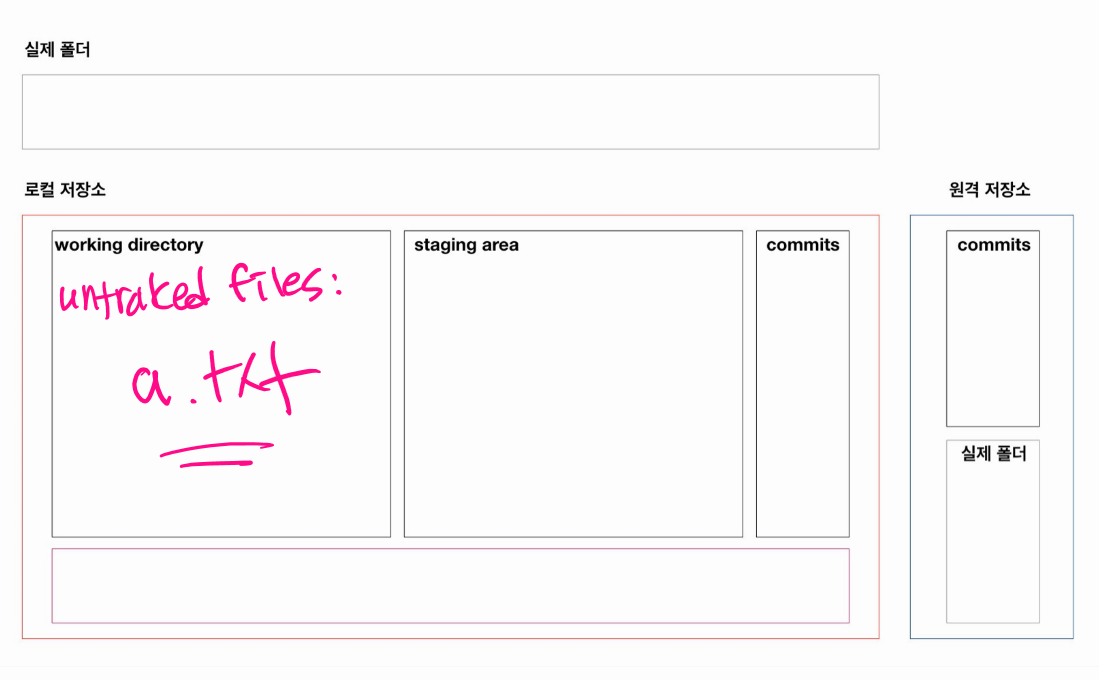 실제 폴더
로컬 저장소
원격 저장소
working directory
untraked files:
a.txt
staging area
commits
commits
실제 폴더